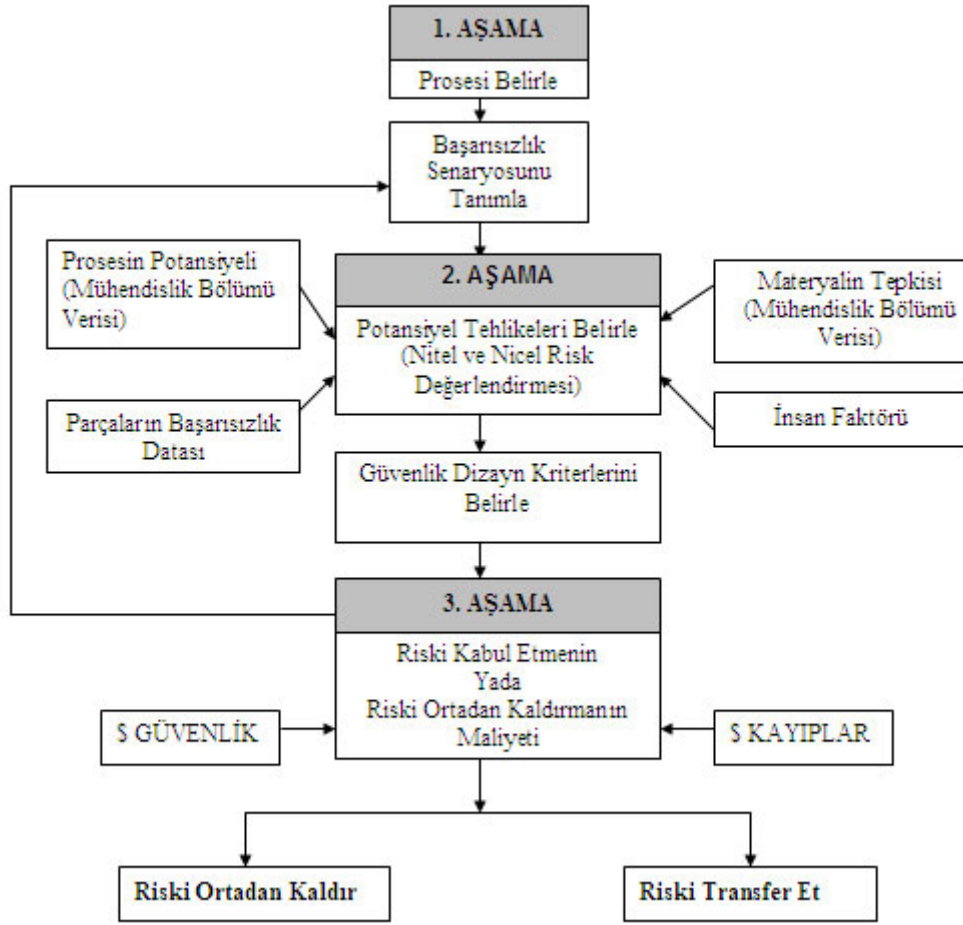 1. AŞAMA
Prosesi Belirle
Başarısızlık
Senaryosunu
Tanımla
Prosesin Potansiyeli
(Mühendislik Bölümü
Verisi)
2. AŞAMA
Potansiyel Tehlikeleri Belirle
(Nitel ve Nicel Risk
Değerlendirmesi)
Materyalin Tepkisi
(Mühendislik Bölümü
Verisi)
Parçaların Başarısızlık
Datası
İnsan Faktörü
Güvenlik Dizayn Kriterlerini
Belirle
3. AŞAMA
Riski Kabul Etmenin
Yada
Riski Ortadan Kaldırmanın
Maliyeti
$ GÜVENLİK
$ KAYIPLAR
Riski Ortadan Kaldır
Riski Transfer Et